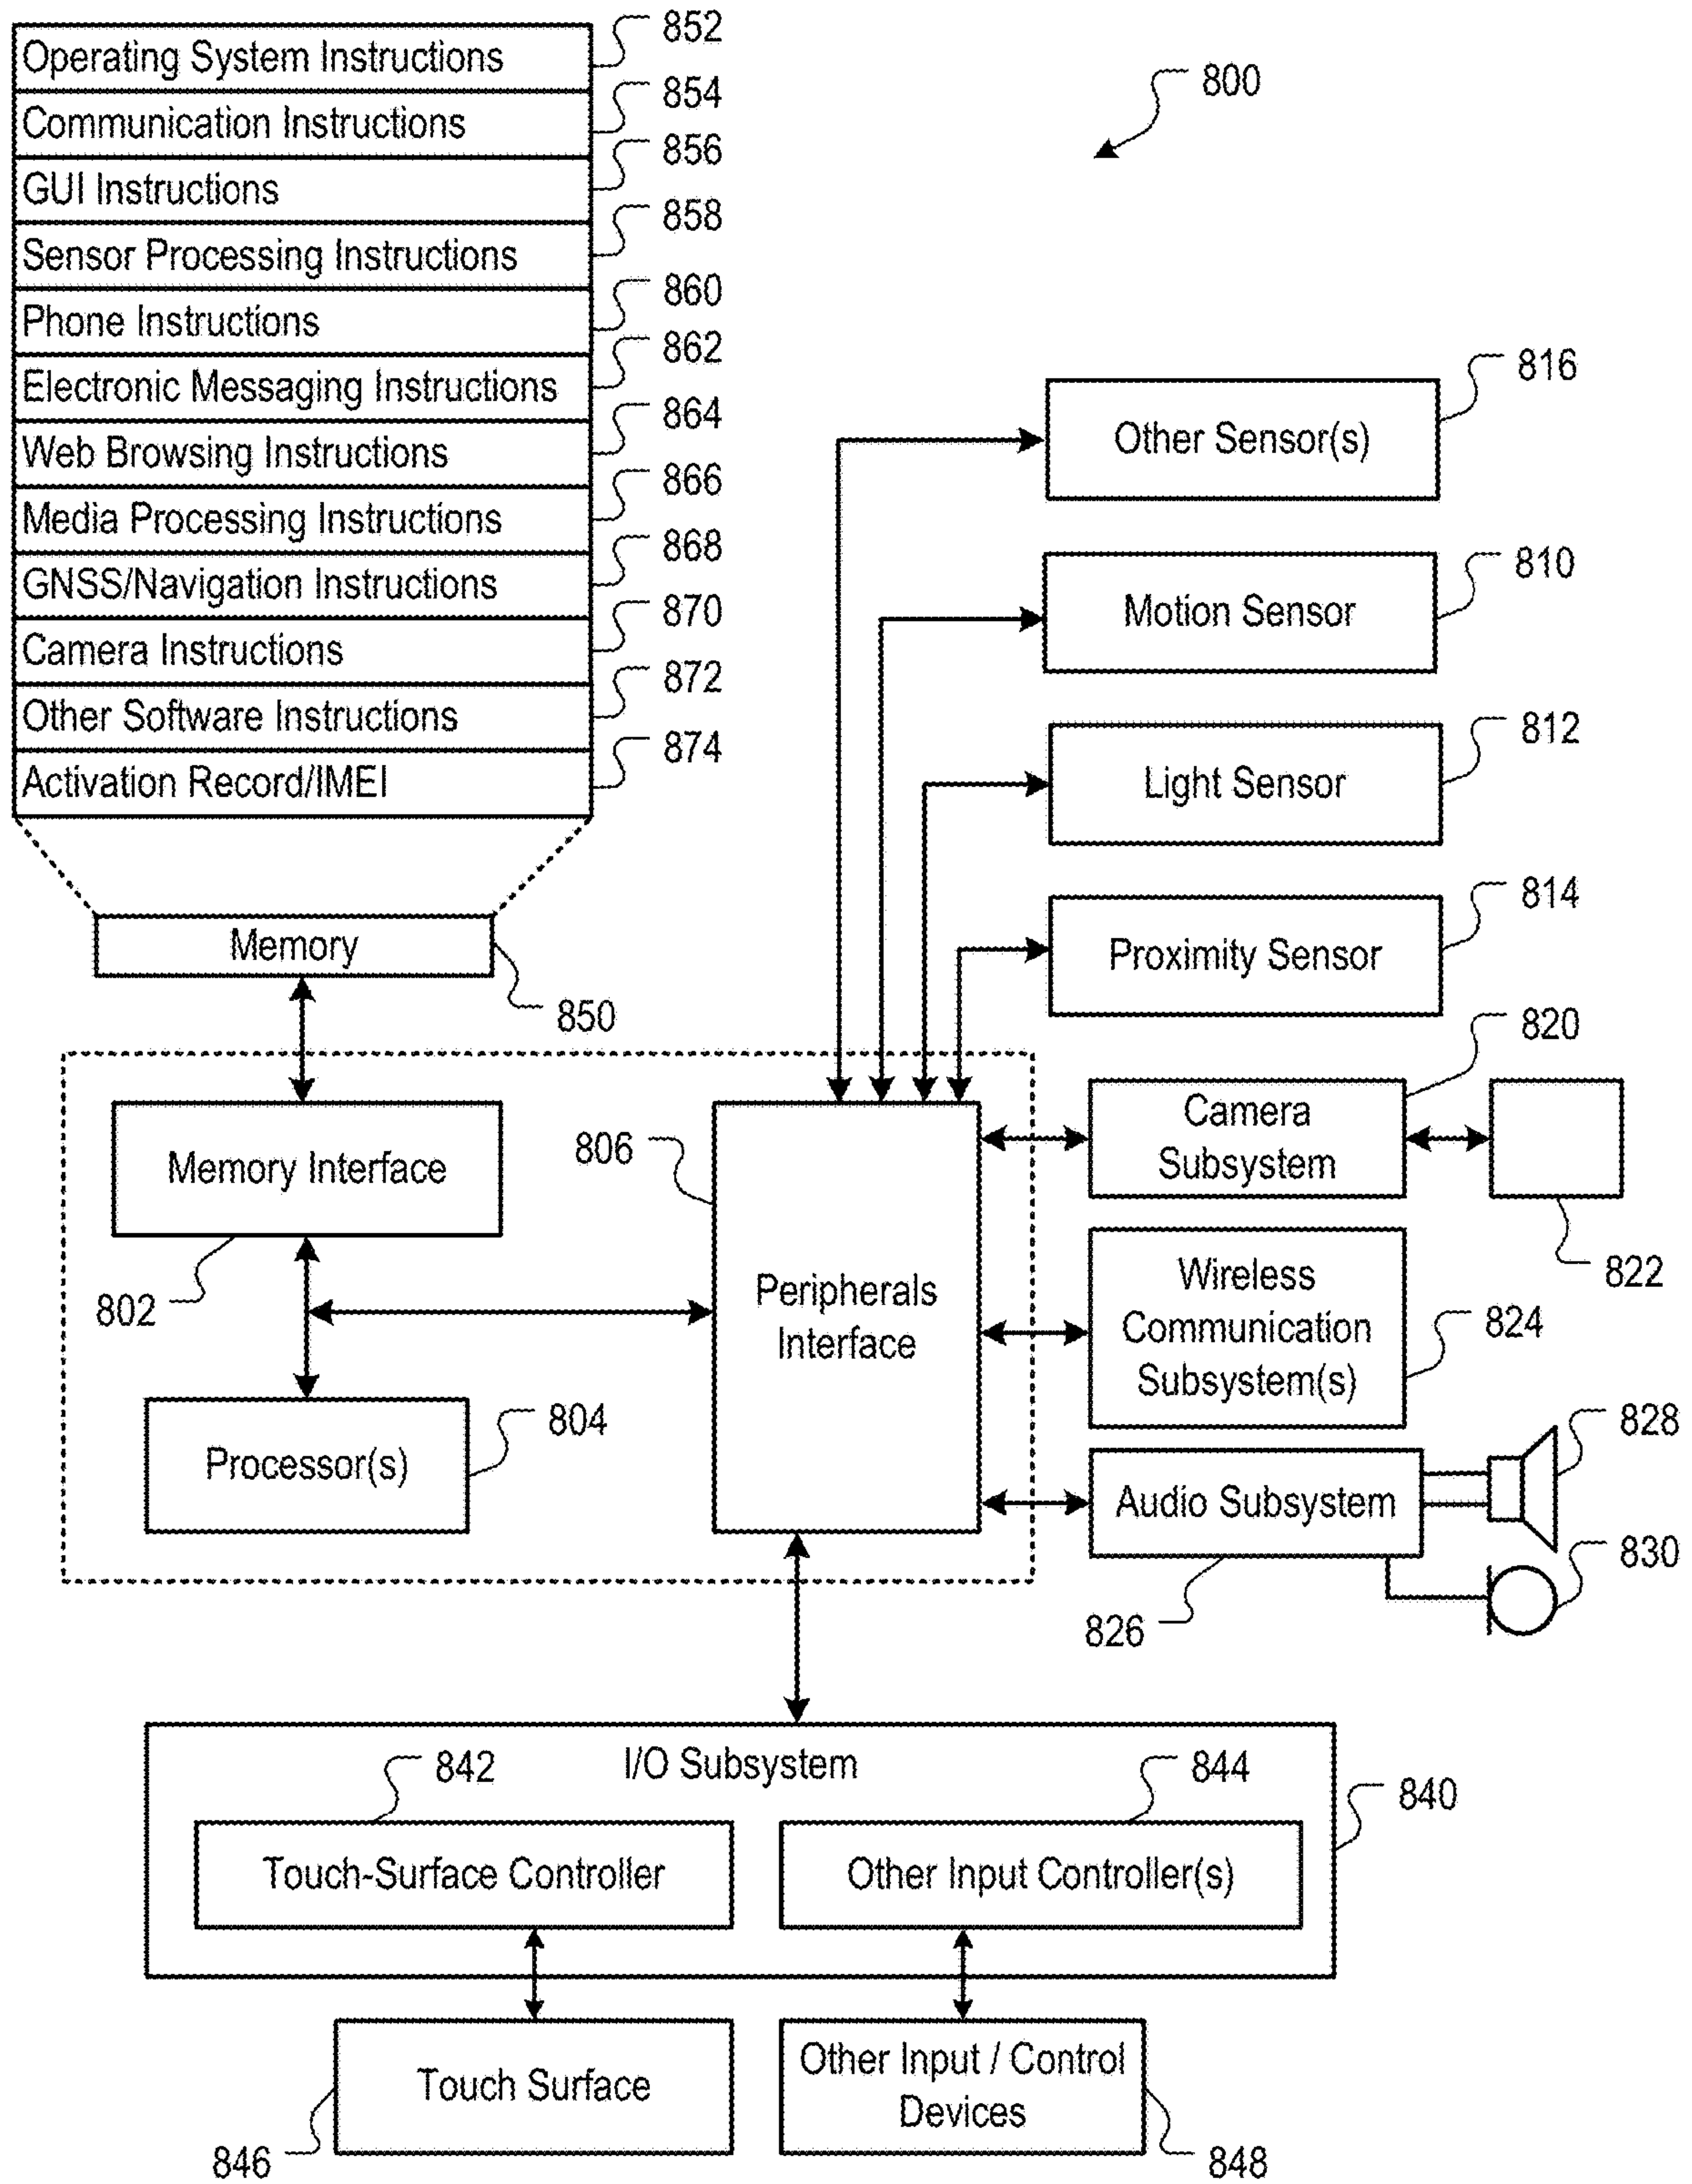 852
Operating System Instructions
800
854
Communication Instructions
856
GUI Instructions
858
Sensor Processing Instructions
860
Phone Instructions
862
Electronic Messaging Instructions
816
864
Other Sensor(s)
Web Browsing Instructions
866
Media Processing Instructions
868
810
GNSS/Navigation Instructions
870
Motion Sensor
Camera Instructions
872
Other Software Instructions
812
874
Activation Record/IMEI
Light Sensor
814
Memory
Proximity Sensor
850
820
Camera
Subsystem
806
Memory Interface
822
802
Peripherals
Interface
Wireless
Communication
Subsystem(s)
824
804
828
Processor(s)
Audio Subsystem
830
826
I/O Subsystem
842
844
840
Touch-Surface Controller
Other Input Controller(s)
Touch Surface
Other Input / Control
Devices
846
848